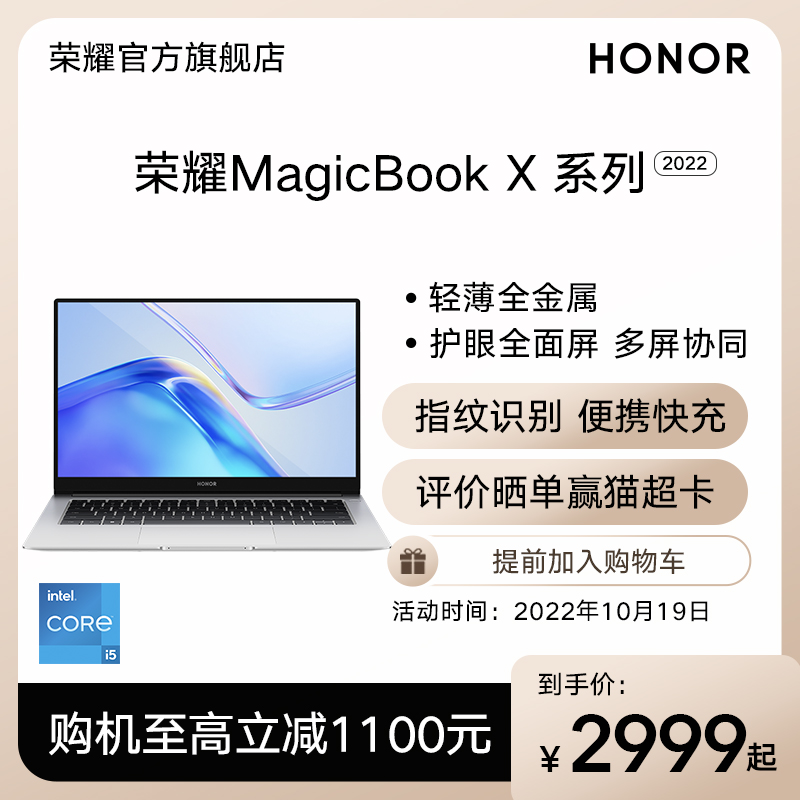 荣耀官方旗舰店
HONOR
荣耀MagicBook X 系列 2022
• 轻薄全金属
• 护眼全面屏 多屏协同
指纹识别 便携快充
评价晒单赢猫超卡
提前加入购物车
活动时间：2022年10月19日
HONOR
intel.
CORE
i5
购机至高立减1100元
到手价：
¥2999起